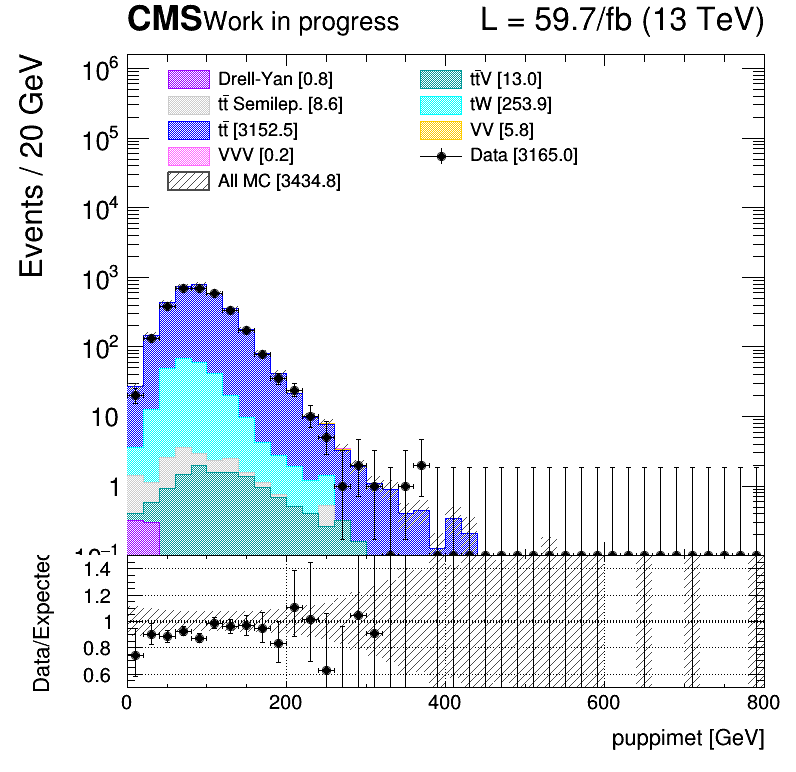 CMS Work in progress L = 59.7/fb (13 TeV)
Events / 20 GeV
10⁶
10⁵
10⁴
10³
10²
10
1
10⁻¹
Drell-Yan [0.8]
tt̄ Semilep. [8.6]
tt̄ [3152.5]
VVV [0.2]
All MC [3434.8]
tt̄V [13.0]
tW [253.9]
VV [5.8]
Data [3165.0]
Data/Expected
1.4
1.2
1
0.8
0.6
0 200 400 600 800
puppimet [GeV]